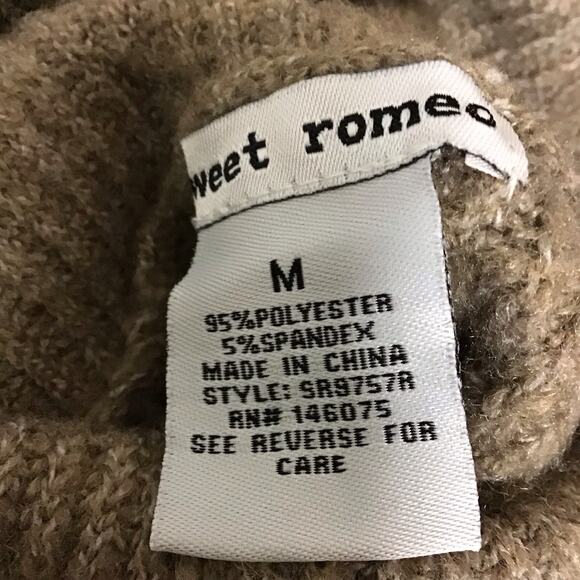 weet romeo
M
95%POLYESTER
5%SPANDEX
MADE IN CHINA
STYLE: SR9757R
RN# 146075
SEE REVERSE FOR
CARE